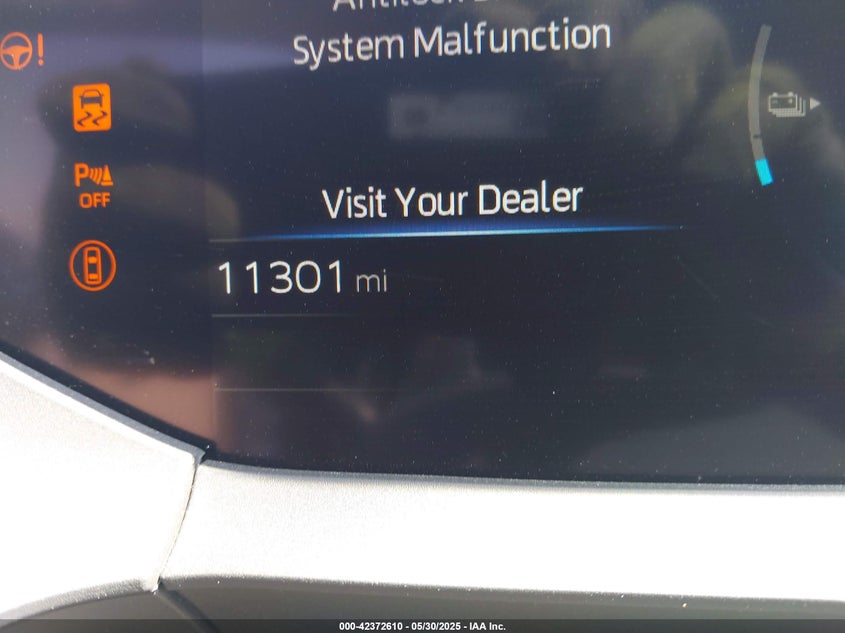 System Malfunction
P
OFF
Visit Your Dealer
11301 mi
000-42372610 - 05/30/2025 - IAA Inc.